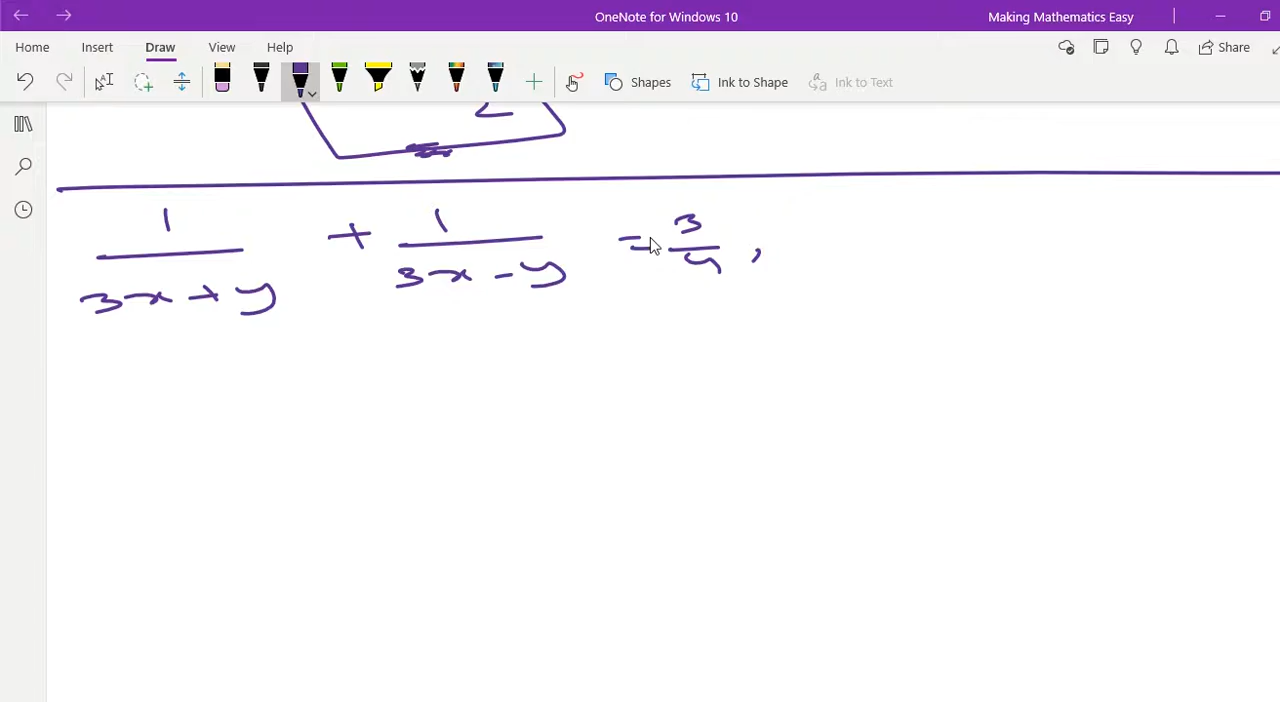 OneNote for Windows 10
Making Mathematics Easy
Home Insert Draw View Help
Share
Shapes Ink to Shape Ink to Text
2
1/(3x+y) + 1/(3x-y) = 3/4,